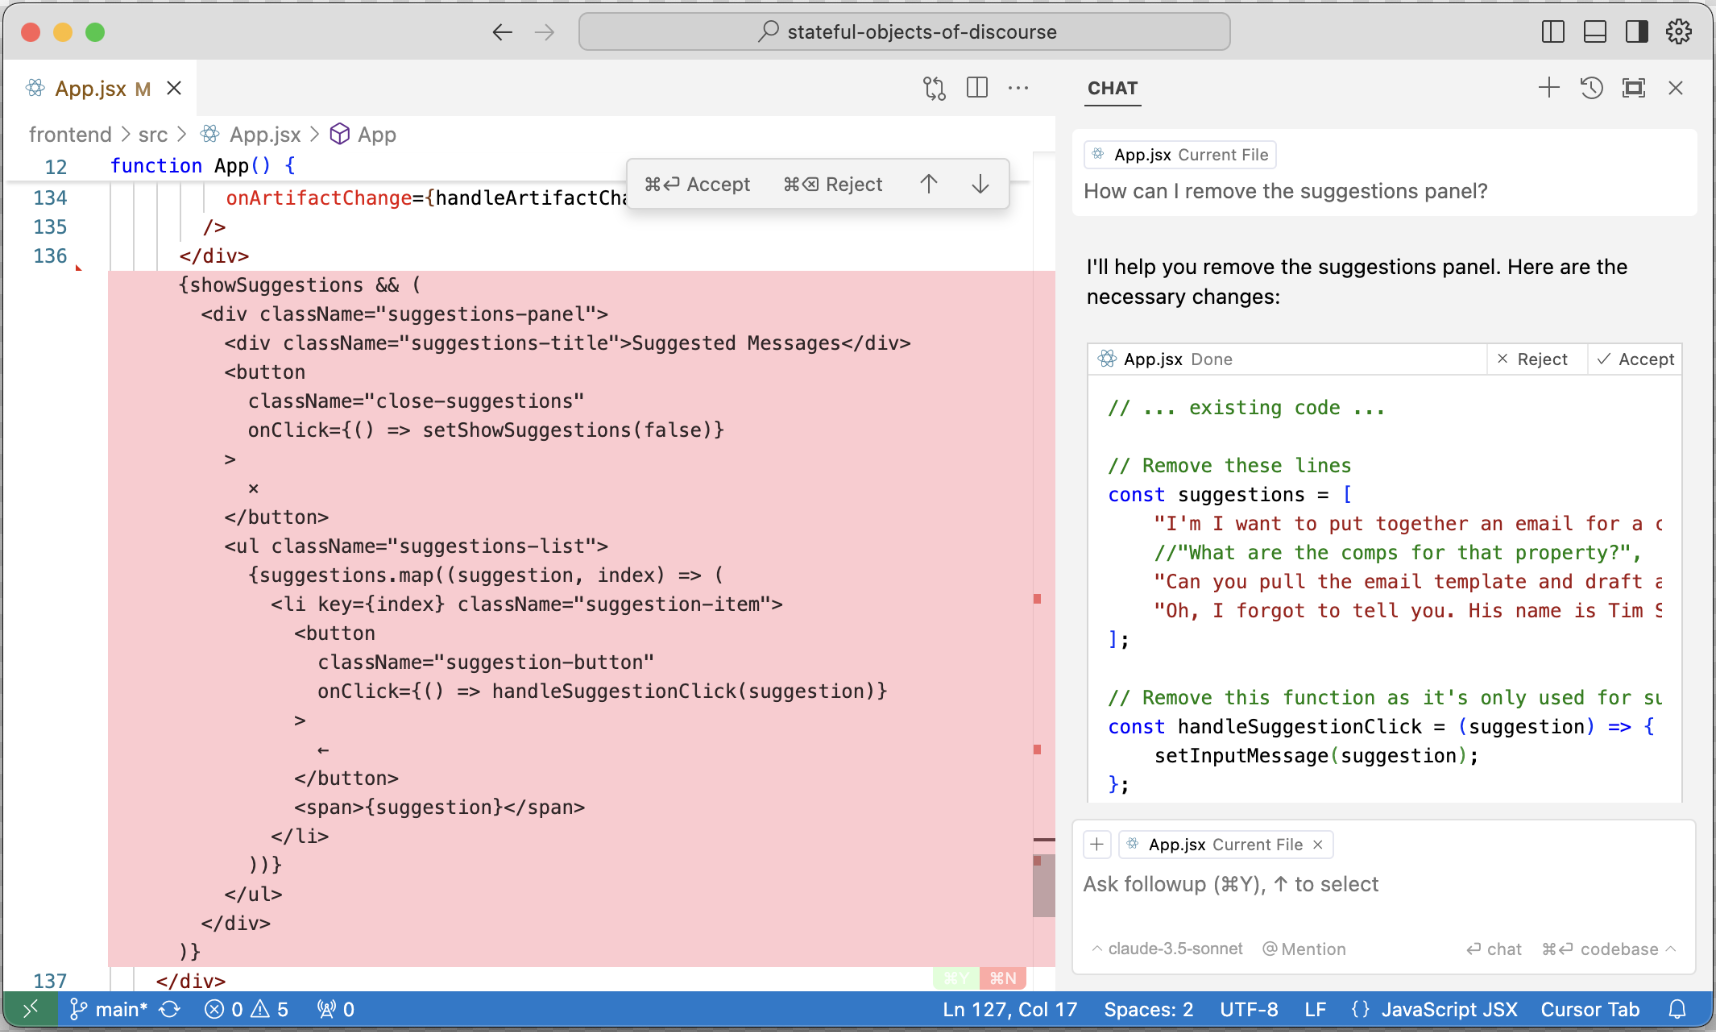 stateful-objects-of-discourse
App.jsx M
frontend > src > App.jsx > App
12 function App() {
⌘⏎ Accept ⌘⌫ Reject ↑ ↓
134 onArtifactChange={handleArtifactCha
135 />
136 </div>
{showSuggestions && (
<div className="suggestions-panel">
<div className="suggestions-title">Suggested Messages</div>
<button
className="close-suggestions"
onClick={() => setShowSuggestions(false)}
>
×
</button>
<ul className="suggestions-list">
{suggestions.map((suggestion, index) => (
<li key={index} className="suggestion-item">
<button
className="suggestion-button"
onClick={() => handleSuggestionClick(suggestion)}
>
←
</button>
<span>{suggestion}</span>
</li>
))}
</ul>
</div>
)}
137 </div>
⌘Y ⌘N
CHAT
App.jsx Current File
How can I remove the suggestions panel?
I'll help you remove the suggestions panel. Here are the
necessary changes:
App.jsx Done × Reject ✓ Accept
// ... existing code ...
// Remove these lines
const suggestions = [
"I'm I want to put together an email for a c
//"What are the comps for that property?",
"Can you pull the email template and draft a
"Oh, I forgot to tell you. His name is Tim S
];
// Remove this function as it's only used for su
const handleSuggestionClick = (suggestion) => {
setInputMessage(suggestion);
};
+ App.jsx Current File ×
Ask followup (⌘Y), ↑ to select
^ claude-3.5-sonnet @ Mention ⏎ chat ⌘⏎ codebase ^
main* 0 5 0 Ln 127, Col 17 Spaces: 2 UTF-8 LF {} JavaScript JSX Cursor Tab